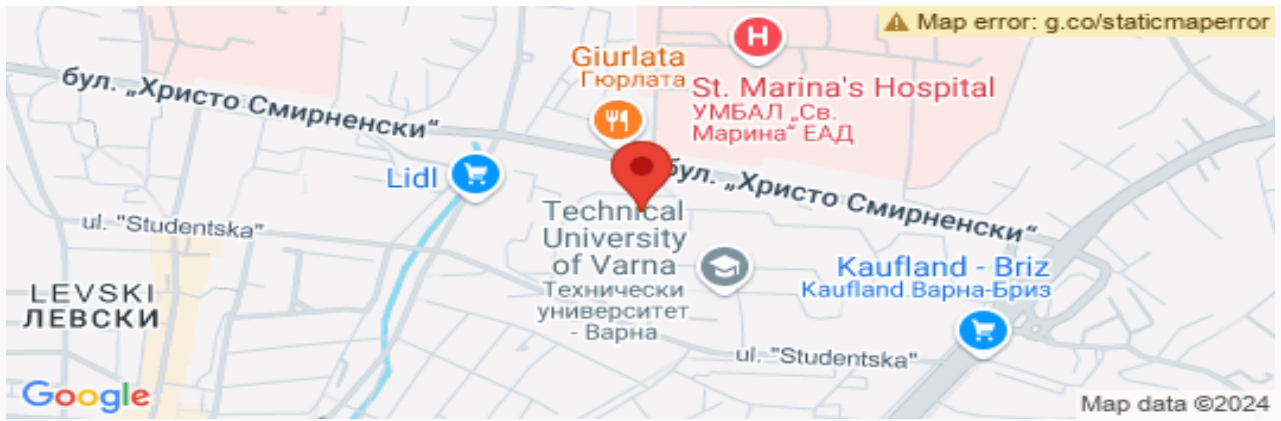 Map error: g.co/staticmaperror
Giurlata
Гюрлата
St. Marina's Hospital
УМБАЛ „Св.
Марина“ ЕАД
бул. „Христо Смирненски“
Lidl
бул. „Христо Смирненски“
ul. "Studentska"
Technical
University
of Varna
Технически
университет
- Варна
Kaufland - Briz
Kaufland Варна-Бриз
LEVSKI
ЛЕВСКИ
ul. "Studentska"
Google
Map data ©2024